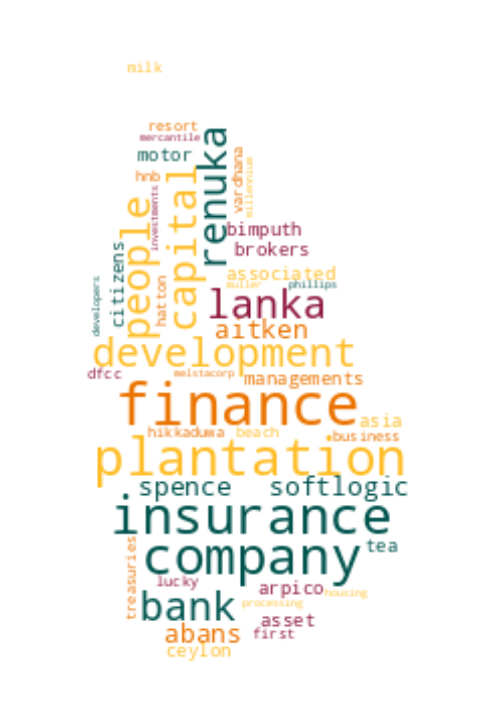 milk
resort
mercantile
motor
renuka
hnb
vardhana
millennium
capital
people
investments
citizens
hatton
developers
bimputh
brokers
associated
muller
phillips
lanka
aitken
development
dfcc
melstacorp
managements
finance
asia
hikkaduwa
beach
business
plantation
spence
softlogic
insurance
company
tea
treasuries
lucky
arpico
housing
bank
processing
asset
abans
first
ceylon